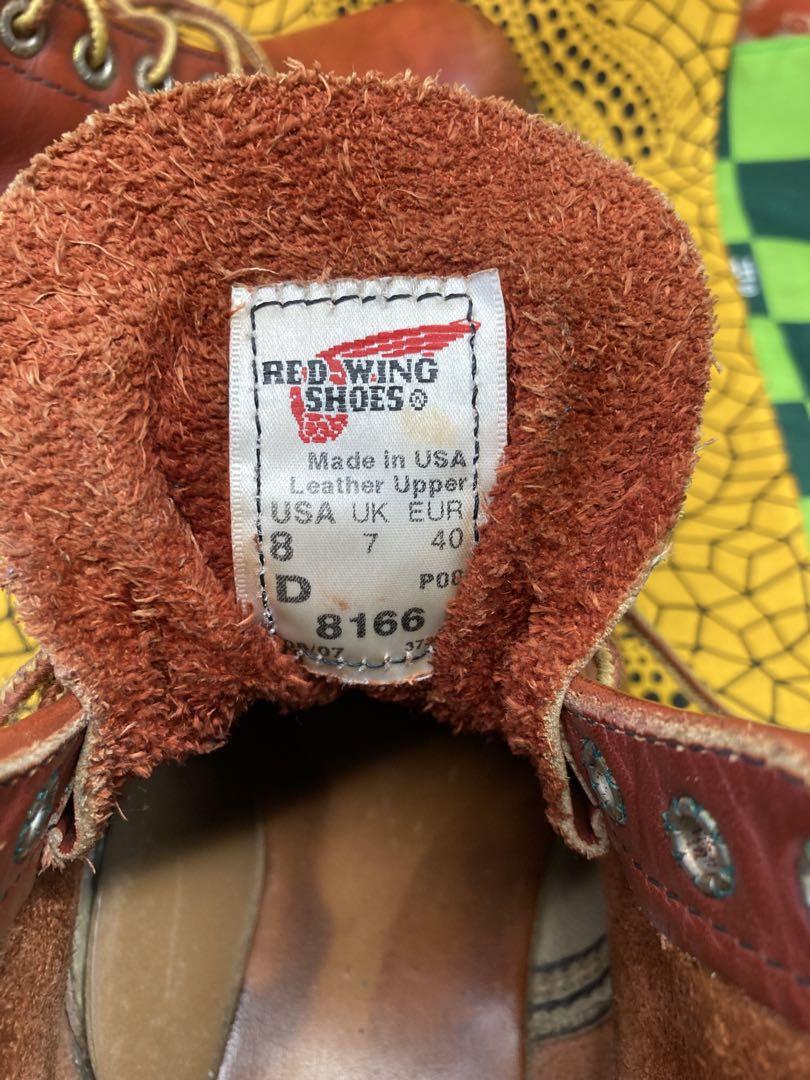 RED WING
SHOES®
Made in USA
Leather Upper
USA UK EUR
8 7 40
D
8166